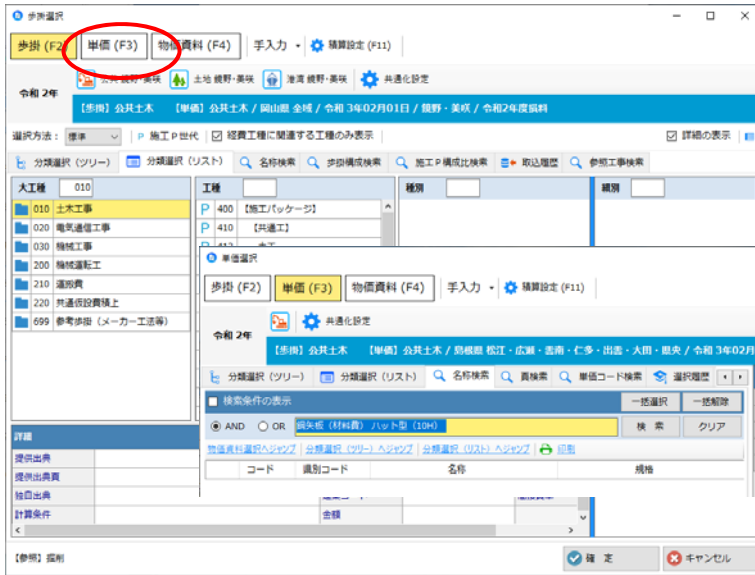 歩掛選択
歩掛 (F2) 単価 (F3) 物価資料 (F4) 手入力 積算設定 (F11)
令和 2年
公共 鏡野・美咲 土地 鏡野・美咲 港湾 鏡野・美咲 共通化設定
【歩掛】公共土木 【単価】公共土木 / 岡山県 全域 / 令和 3年02月01日 / 鏡野・美咲 / 令和2年度損料
選択方法： 標準 P 施工P世代 経費工種に関連する工種のみ表示 詳細の表示
分類選択（ツリー） 分類選択（リスト） 名称検索 歩掛構成検索 施工P構成比検索 取込履歴 参照工事検索
大工種 010 工種 種別 細別
010 土木工事
020 電気通信工事
030 機械工事
200 機械運転工
210 運搬費
220 共通仮設費積上
699 参考歩掛（メーカー工法等）
P 400 【施工パッケージ】
P 410 【共通工】
詳細
提供出典
提供出典頁
独自出典
計算条件
金額
【参照】掘削
確 定 キャンセル
単価選択
歩掛 (F2) 単価 (F3) 物価資料 (F4) 手入力 積算設定 (F11)
令和 2年
共通化設定
【歩掛】公共土木 【単価】公共土木 / 島根県 松江・広瀬・雲南・仁多・出雲・大田・県央 / 令和 3年02月
分類選択（ツリー） 分類選択（リスト） 名称検索 頁検索 単価コード検索 選択履歴
検索条件の表示 一括選択 一括解除
AND OR 鋼矢板（材料費） ハット型（10H） 検 索 クリア
物価資料選択へジャンプ 分類選択（ツリー）へジャンプ 分類選択（リスト）へジャンプ 印刷
コード 識別コード 名称 規格